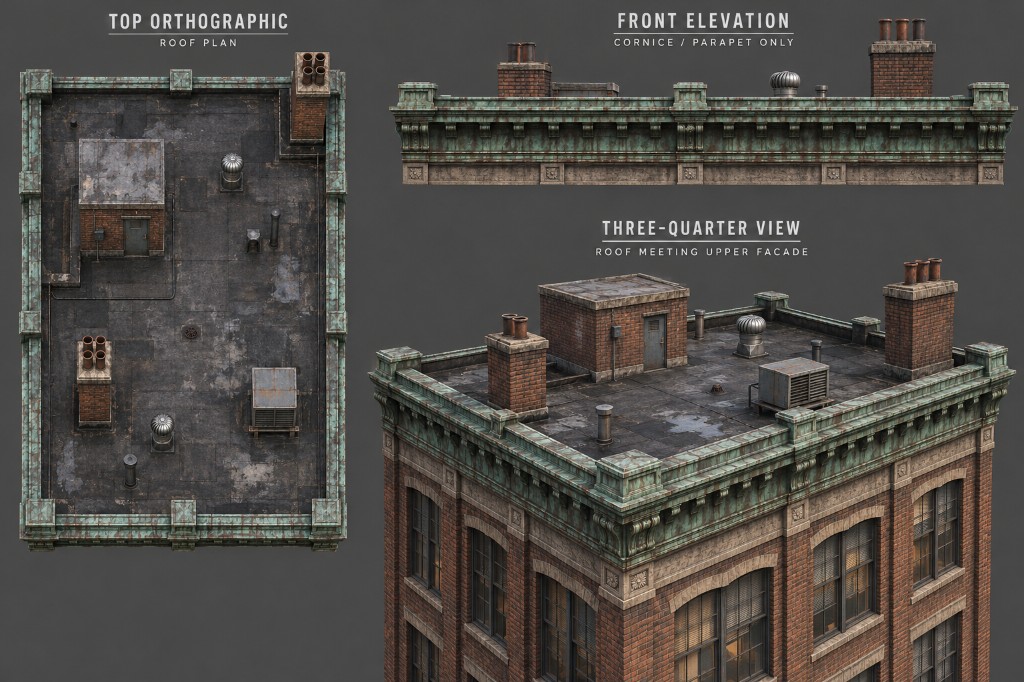 TOP ORTHOGRAPHIC
ROOF PLAN
FRONT ELEVATION
CORNICE / PARAPET ONLY
THREE-QUARTER VIEW
ROOF MEETING UPPER FACADE